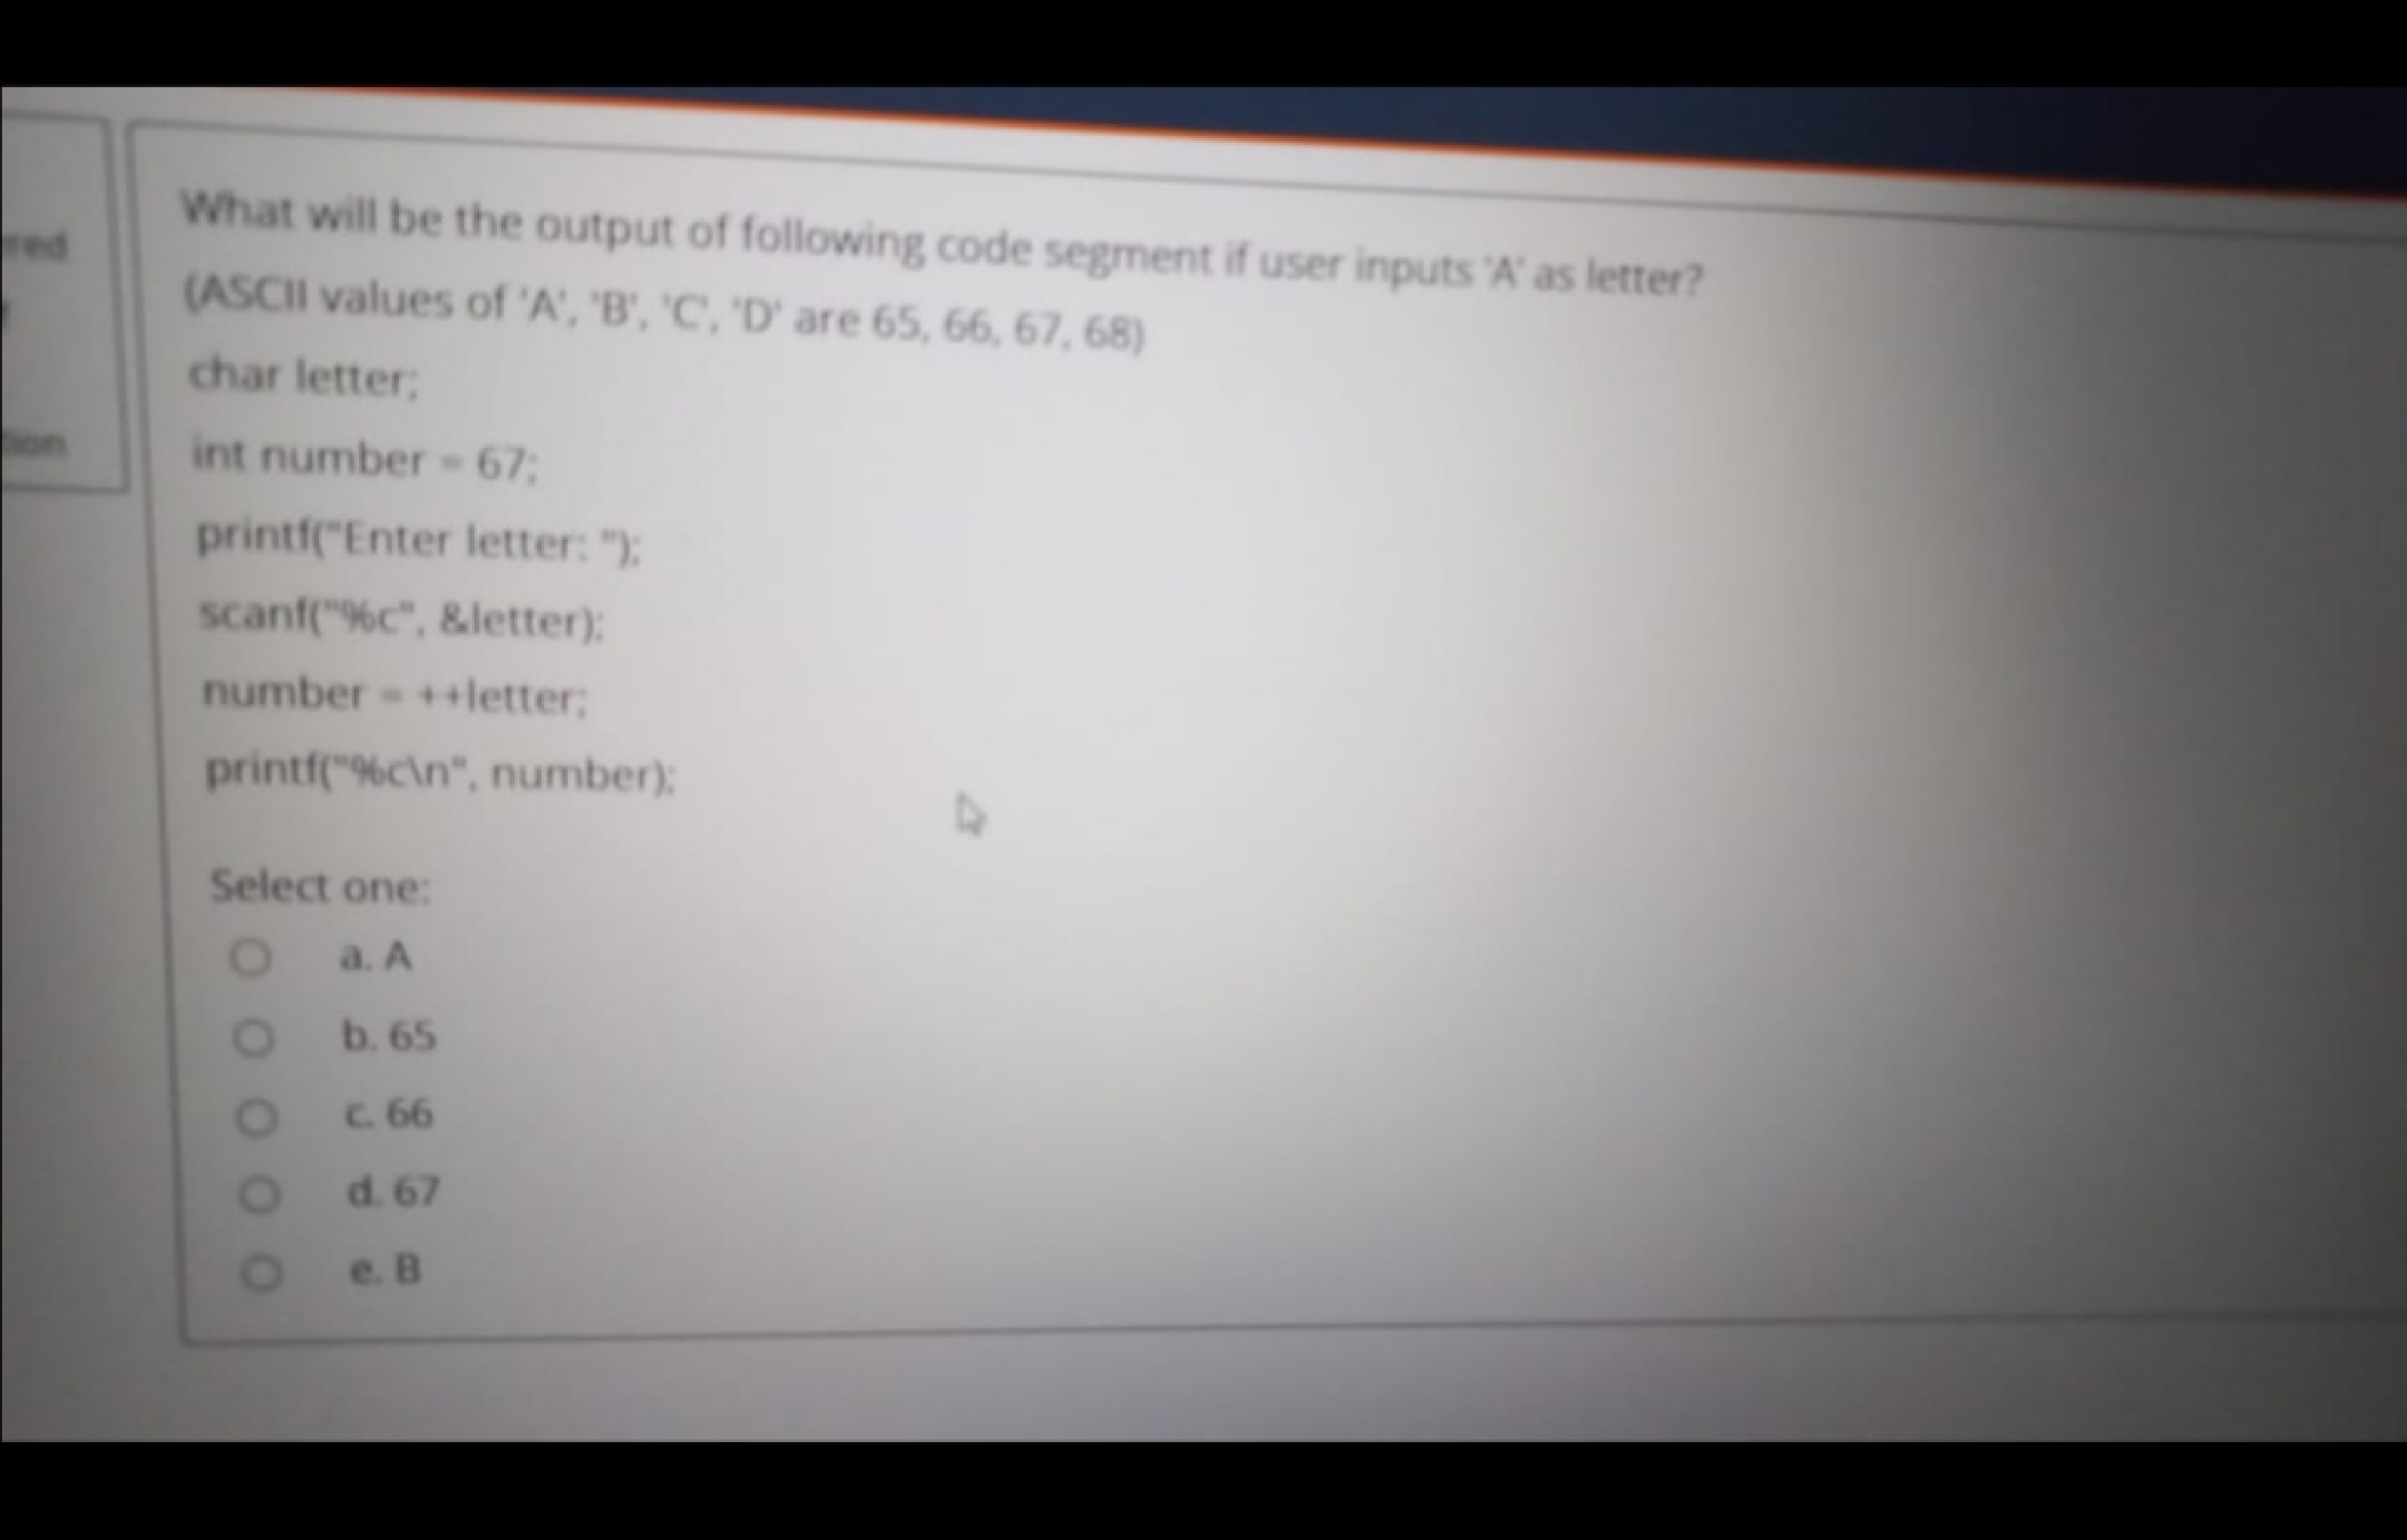 red
What will be the output of following code segment if user inputs 'A' as letter?
(ASCII values of 'A', 'B', 'C', 'D' are 65, 66, 67, 68)
char letter;
int number = 67;
tion
printf("Enter letter: ");
scanf("%c", &letter);
number = ++letter;
printf("%c\n", number);
Select one:
a. A
b. 65
c. 66
d. 67
e. B